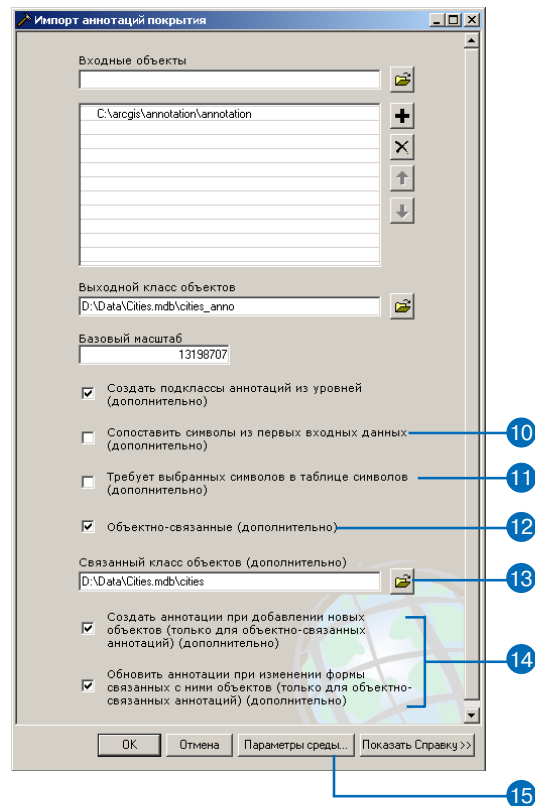 Импорт аннотаций покрытия
Входные объекты
C:\arcgis\annotation\annotation
Выходной класс объектов
D:\Data\Cities.mdb\cities_anno
Базовый масштаб
13198707
Создать подклассы аннотаций из уровней
(дополнительно)
Сопоставить символы из первых входных данных
(дополнительно)
10
Требует выбранных символов в таблице символов
(дополнительно)
11
Объектно-связанные (дополнительно)
12
Связанный класс объектов (дополнительно)
D:\Data\Cities.mdb\cities
13
Создать аннотации при добавлении новых
объектов (только для объектно-связанных
аннотаций) (дополнительно)
14
Обновить аннотации при изменении формы
связанных с ними объектов (только для объектно-
связанных аннотаций) (дополнительно)
OK Отмена Параметры среды... Показать Справку >>
15